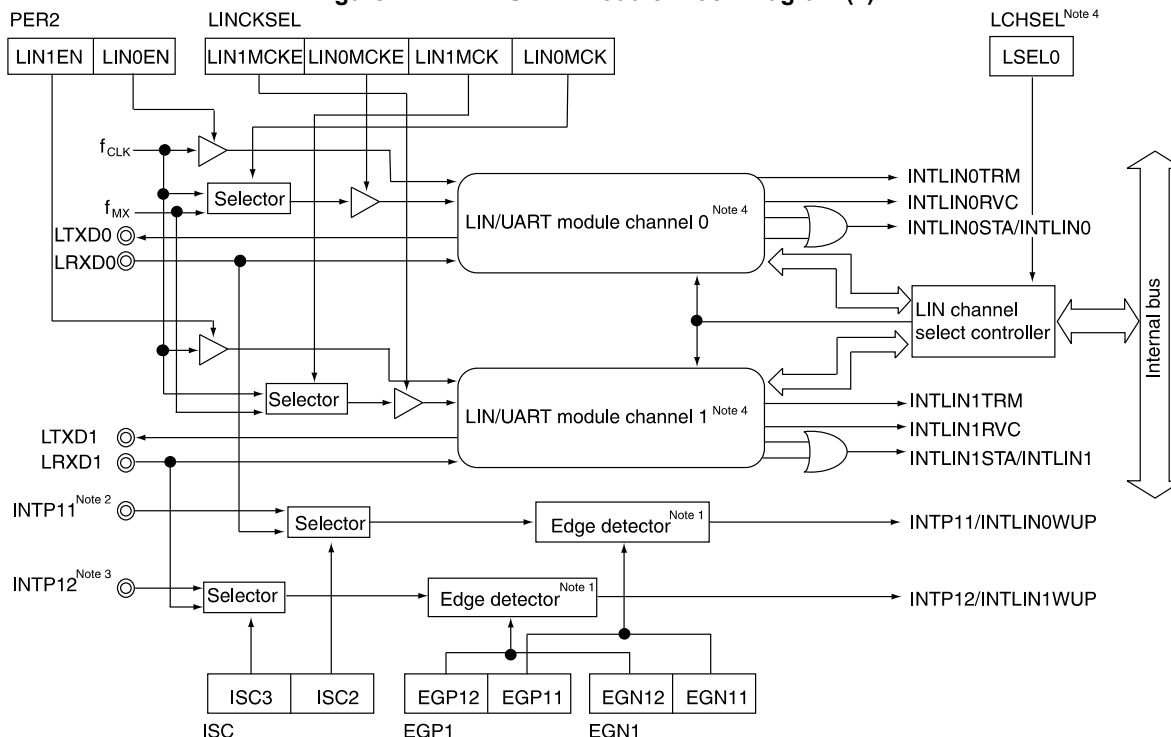 PER2 LINCKSEL LCHSEL Note 4
LIN1EN LIN0EN LIN1MCKE LIN0MCKE LIN1MCK LIN0MCK LSEL0
fCLK
Selector
fMX
LTXD0
LRXD0
LIN/UART module channel 0 Note 4
INTLIN0TRM
INTLIN0RVC
INTLIN0STA/INTLIN0
LIN channel
select controller
Internal bus
Selector
LIN/UART module channel 1 Note 4
INTLIN1TRM
INTLIN1RVC
INTLIN1STA/INTLIN1
LTXD1
LRXD1
INTP11 Note 2
Selector
Edge detector Note 1
INTP11/INTLIN0WUP
INTP12 Note 3
Selector
Edge detector Note 1
INTP12/INTLIN1WUP
ISC3 ISC2 EGP12 EGP11 EGN12 EGN11
ISC EGP1 EGN1